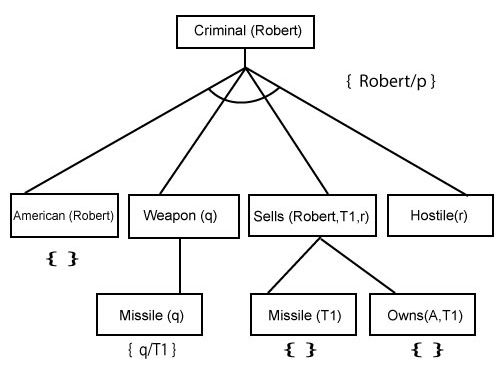 Criminal (Robert)
{ Robert/p }
American (Robert)
Weapon (q)
Sells (Robert,T1,r)
Hostile(r)
{ }
Missile (q)
Missile (T1)
Owns(A,T1)
{ q/T1 }
{ }
{ }